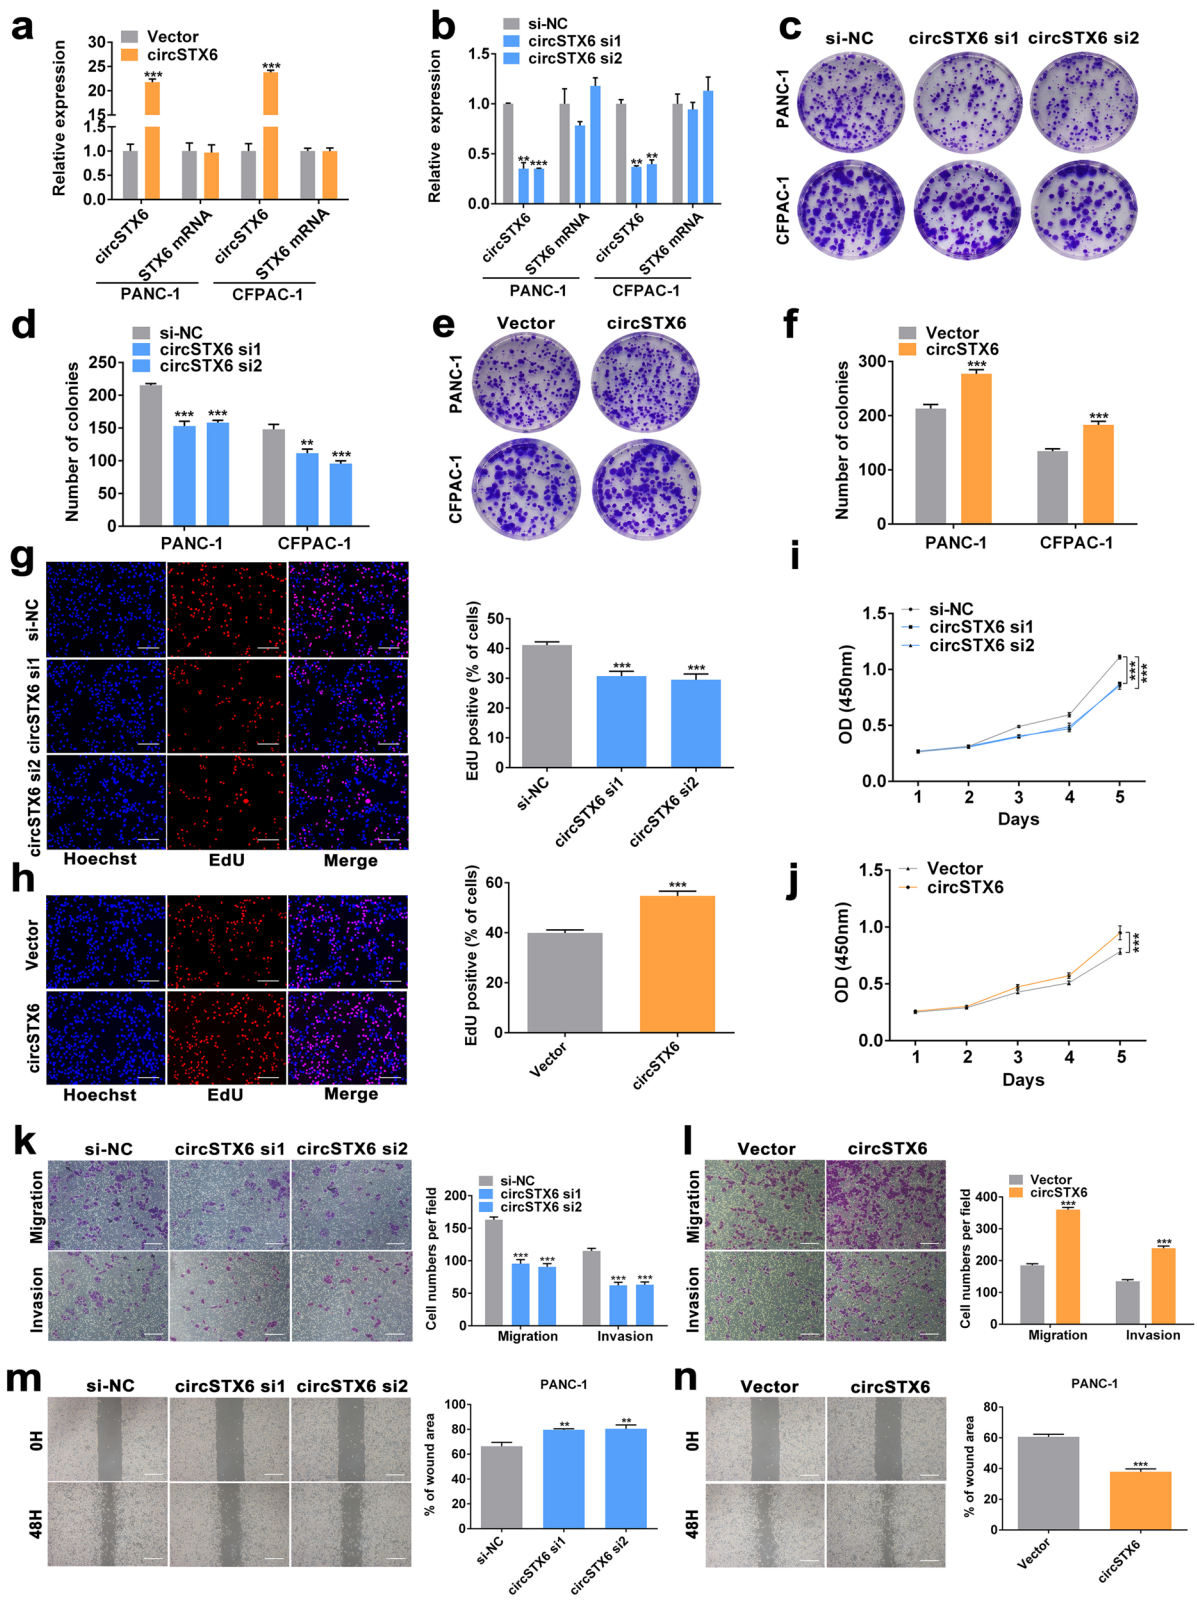 a
Vector
circSTX6
Relative expression
30
25
20
15
1.5
1.0
0.5
0.0
***
***
circSTX6
STX6 mRNA
circSTX6
STX6 mRNA
PANC-1
CFPAC-1
b
si-NC
circSTX6 si1
circSTX6 si2
Relative expression
1.5
1.0
0.5
0.0
** ***
** **
circSTX6
STX6 mRNA
circSTX6
STX6 mRNA
PANC-1
CFPAC-1
c
si-NC circSTX6 si1 circSTX6 si2
PANC-1
CFPAC-1
d
si-NC
circSTX6 si1
circSTX6 si2
Number of colonies
250
200
150
100
50
0
*** ***
** ***
PANC-1 CFPAC-1
e
Vector circSTX6
PANC-1
CFPAC-1
f
Vector
circSTX6
Number of colonies
300
200
100
0
***
***
PANC-1 CFPAC-1
g
si-NC
circSTX6 si1
circSTX6 si2
Hoechst EdU Merge
EdU positive (% of cells)
50
40
30
20
10
0
*** ***
si-NC
circSTX6 si1
circSTX6 si2
h
Vector
circSTX6
Hoechst EdU Merge
EdU positive (% of cells)
60
40
20
0
***
Vector
circSTX6
i
si-NC
circSTX6 si1
circSTX6 si2
OD (450nm)
1.5
1.0
0.5
0.0
***
***
1 2 3 4 5
Days
j
Vector
circSTX6
OD (450nm)
1.5
1.0
0.5
0.0
***
1 2 3 4 5
Days
k
si-NC circSTX6 si1 circSTX6 si2
Migration
Invasion
si-NC
circSTX6 si1
circSTX6 si2
Cell numbers per field
200
150
100
50
0
*** ***
*** ***
Migration Invasion
l
Vector circSTX6
Migration
Invasion
Vector
circSTX6
Cell numbers per field
400
300
200
100
0
***
***
Migration Invasion
m
si-NC circSTX6 si1 circSTX6 si2
0H
48H
PANC-1
% of wound area
100
80
60
40
20
0
** **
si-NC
circSTX6 si1
circSTX6 si2
n
Vector circSTX6
0H
48H
PANC-1
% of wound area
80
60
40
20
0
***
Vector
circSTX6